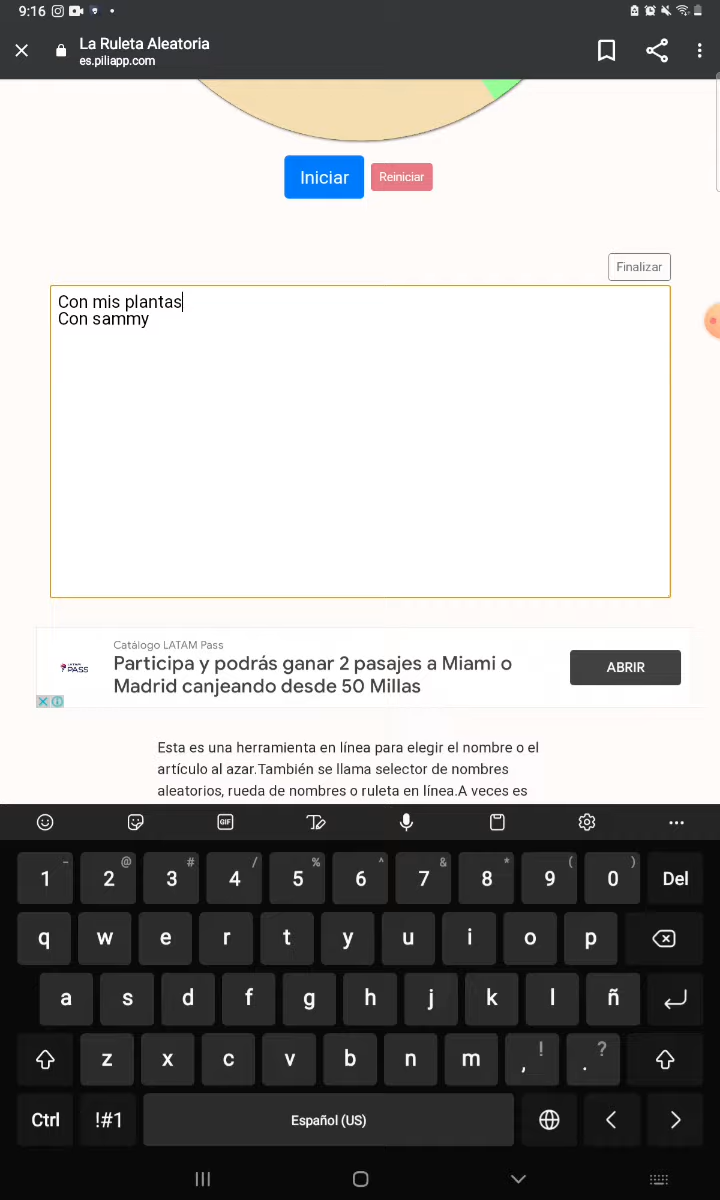 9:16
La Ruleta Aleatoria
es.piliapp.com
Iniciar
Reiniciar
Finalizar
Con mis plantas
Con sammy
Catálogo LATAM Pass
Participa y podrás ganar 2 pasajes a Miami o
Madrid canjeando desde 50 Millas
PASS
ABRIR
Esta es una herramienta en línea para elegir el nombre o el
artículo al azar.También se llama selector de nombres
aleatorios, rueda de nombres o ruleta en línea.A veces es
GIF
- @ # / % ^ & * ( )
1 2 3 4 5 6 7 8 9 0 Del
q w e r t y u i o p
a s d f g h j k l ñ
! ?
z x c v b n m , .
Ctrl !#1 Español (US) < >